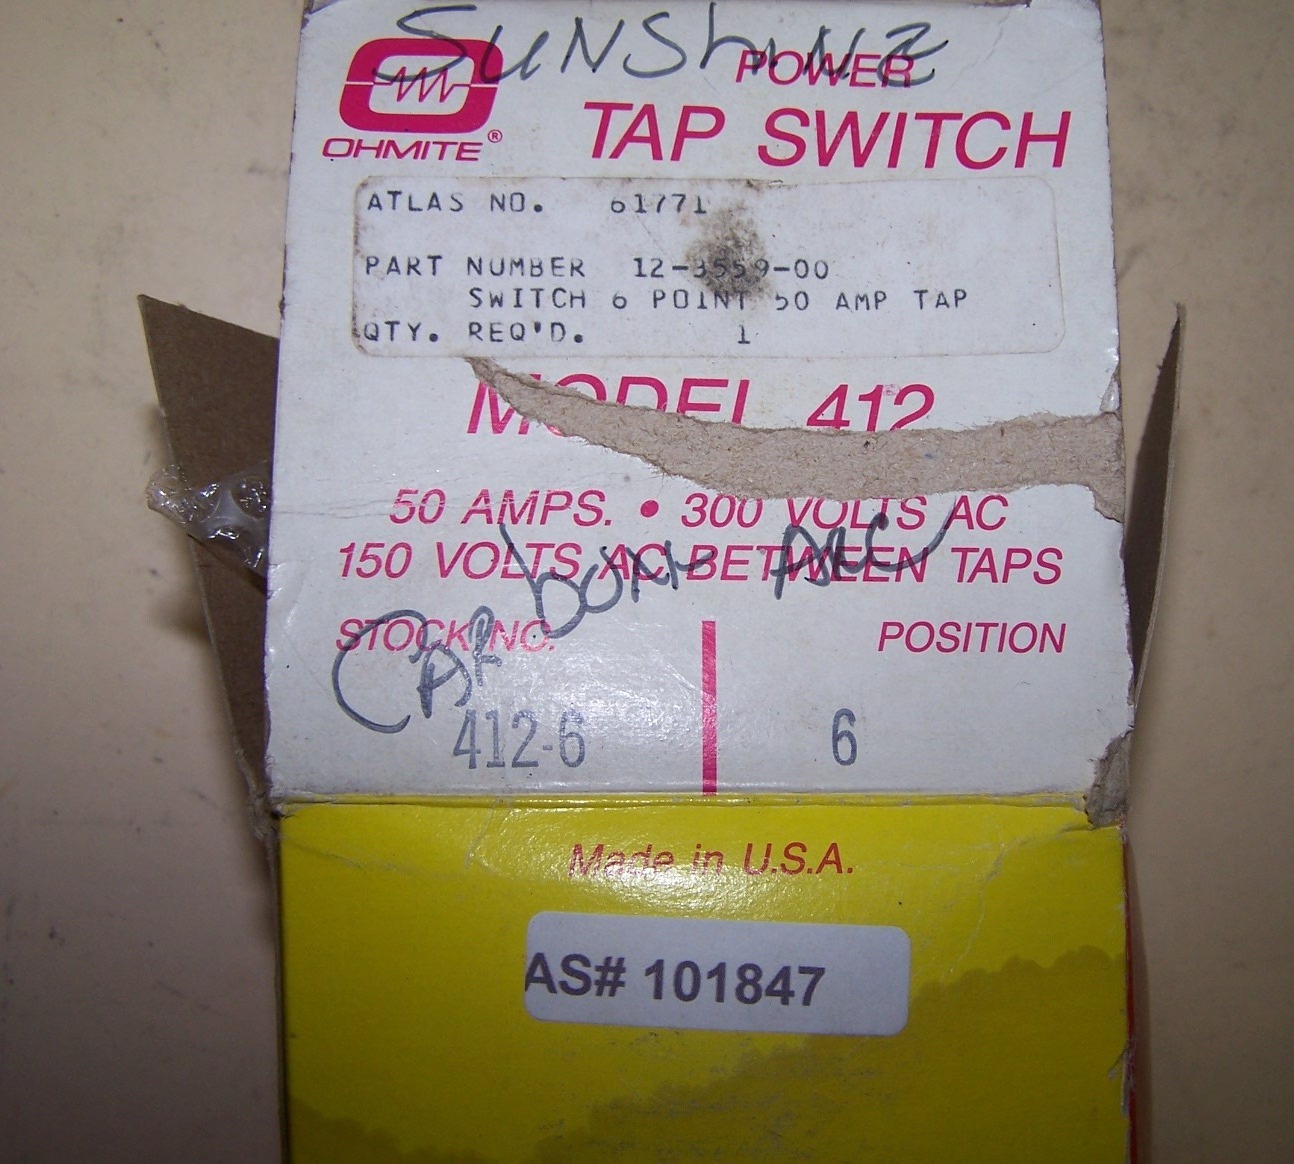 SUNShINE
POWER
OHMITE®
TAP SWITCH
ATLAS NO. 61771
PART NUMBER 12-3559-00
SWITCH 6 POINT 50 AMP TAP
QTY. REQ'D. 1
MODEL 412
50 AMPS. • 300 VOLTS AC
150 VOLTS AC BETWEEN TAPS
CARbON ARC
STOCK NO. POSITION
412-6 6
Made in U.S.A.
AS# 101847